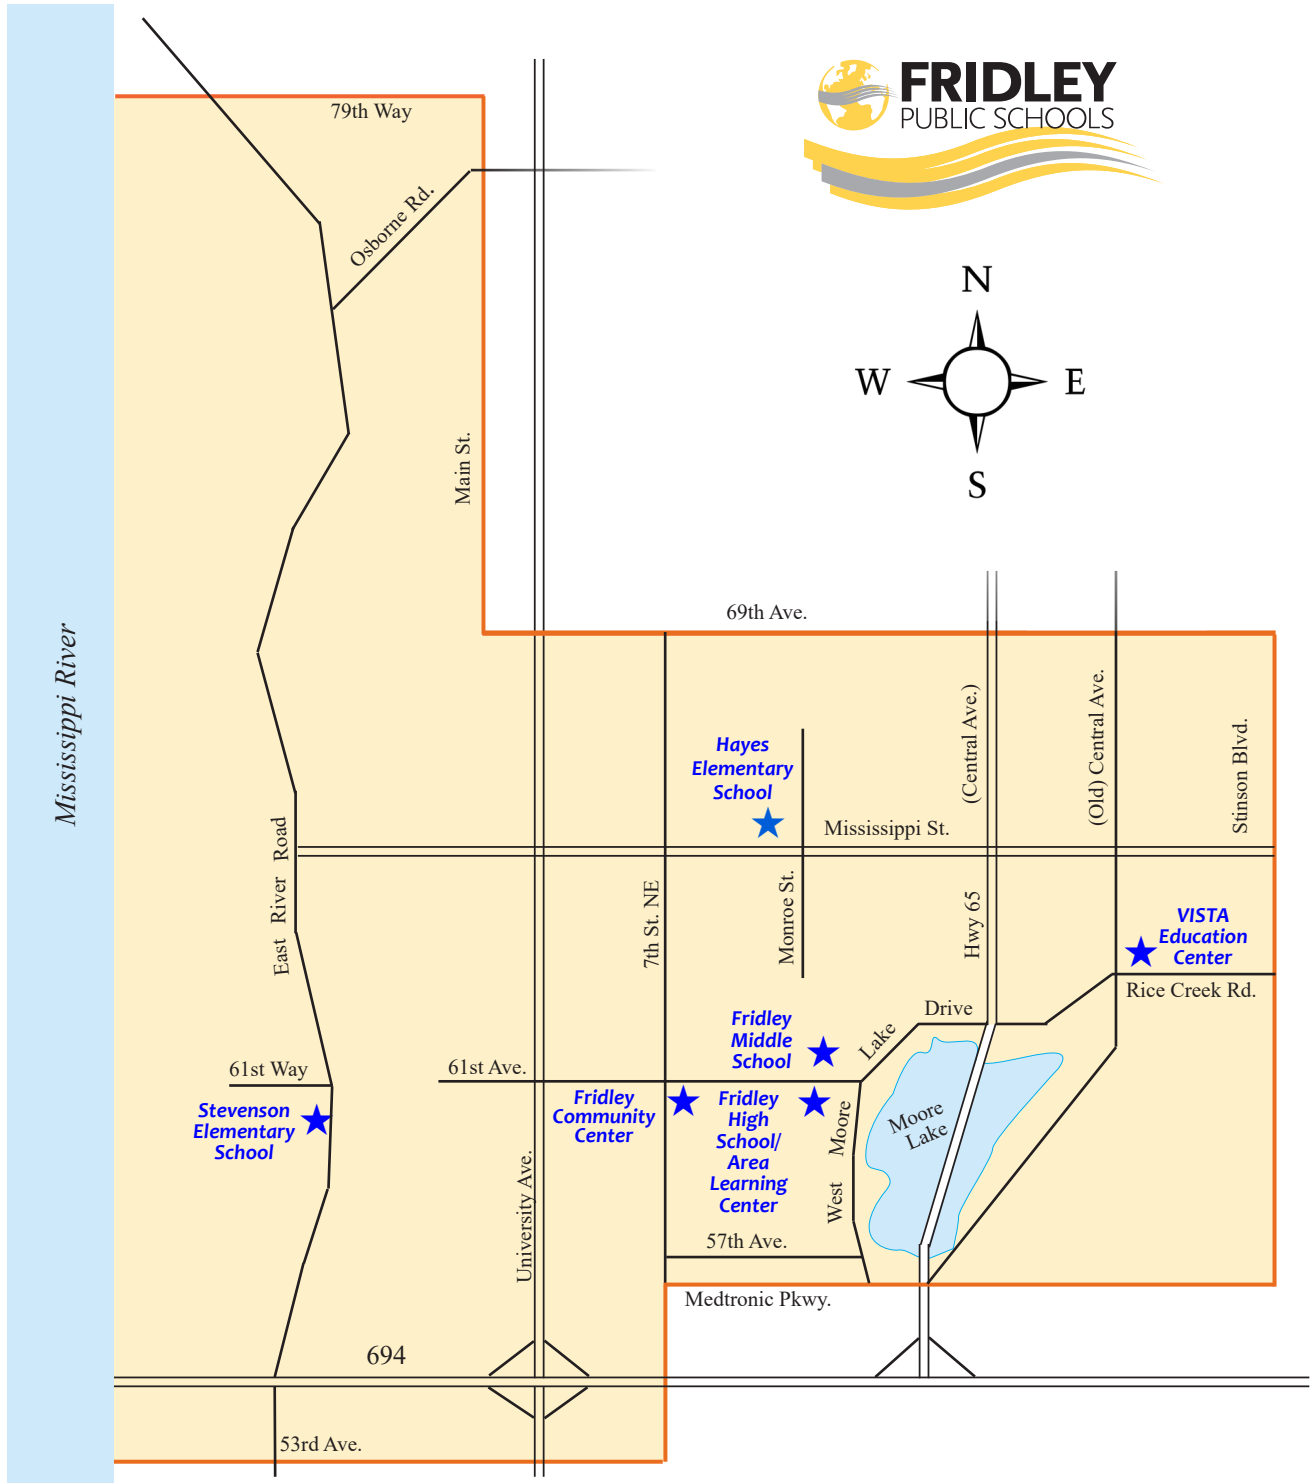 FRIDLEY
PUBLIC SCHOOLS
79th Way
Osborne Rd.
N
W
E
S
Main St.
69th Ave.
Mississippi River
(Central Ave.)
(Old) Central Ave.
Stinson Blvd.
Hayes
Elementary
School
Mississippi St.
East River Road
7th St. NE
Monroe St.
Hwy 65
VISTA
Education
Center
Rice Creek Rd.
Fridley
Middle
School
West Moore Lake Drive
61st Way
61st Ave.
Stevenson
Elementary
School
Fridley
Community
Center
Fridley
High
School/
Area
Learning
Center
Moore
Lake
University Ave.
57th Ave.
Medtronic Pkwy.
694
53rd Ave.